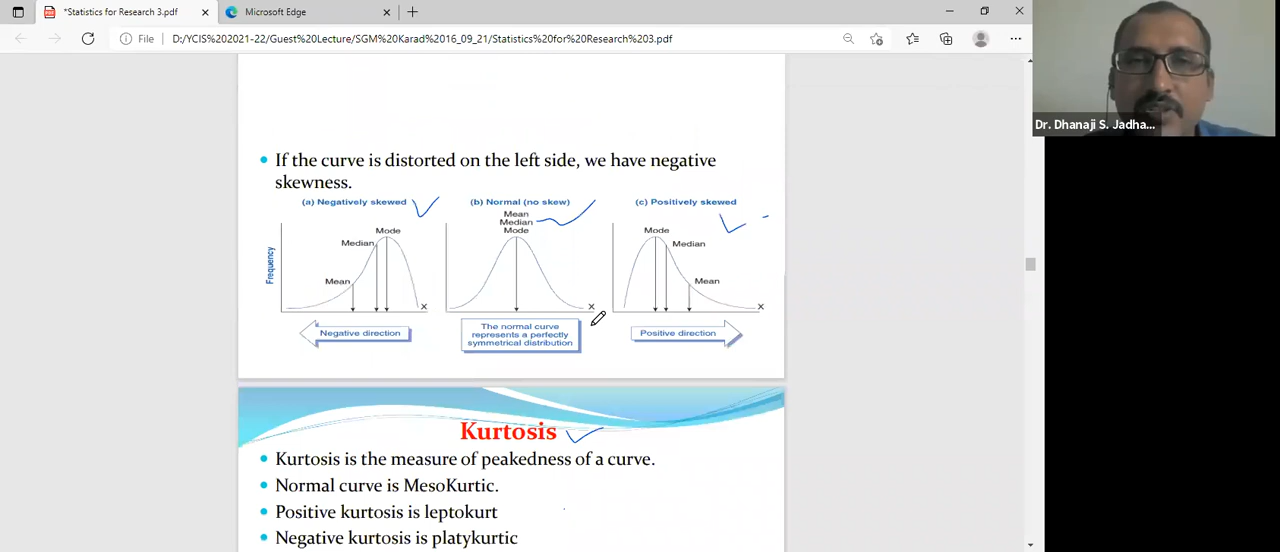 *Statistics for Research 3.pdf
Microsoft Edge
File
D:/YCIS%202021-22/Guest%20Lecture/SGM%20Karad%2016_09_21/Statistics%20for%20Research%203.pdf
Dr. Dhanaji S. Jadha...
If the curve is distorted on the left side, we have negative
skewness.
(a) Negatively skewed
Mode
Median
Mean
Frequency
X
Negative direction
(b) Normal (no skew)
Mean
Median
Mode
X
The normal curve
represents a perfectly
symmetrical distribution
(c) Positively skewed
Mode
Median
Mean
X
Positive direction
Kurtosis
Kurtosis is the measure of peakedness of a curve.
Normal curve is MesoKurtic.
Positive kurtosis is leptokurt
Negative kurtosis is platykurtic